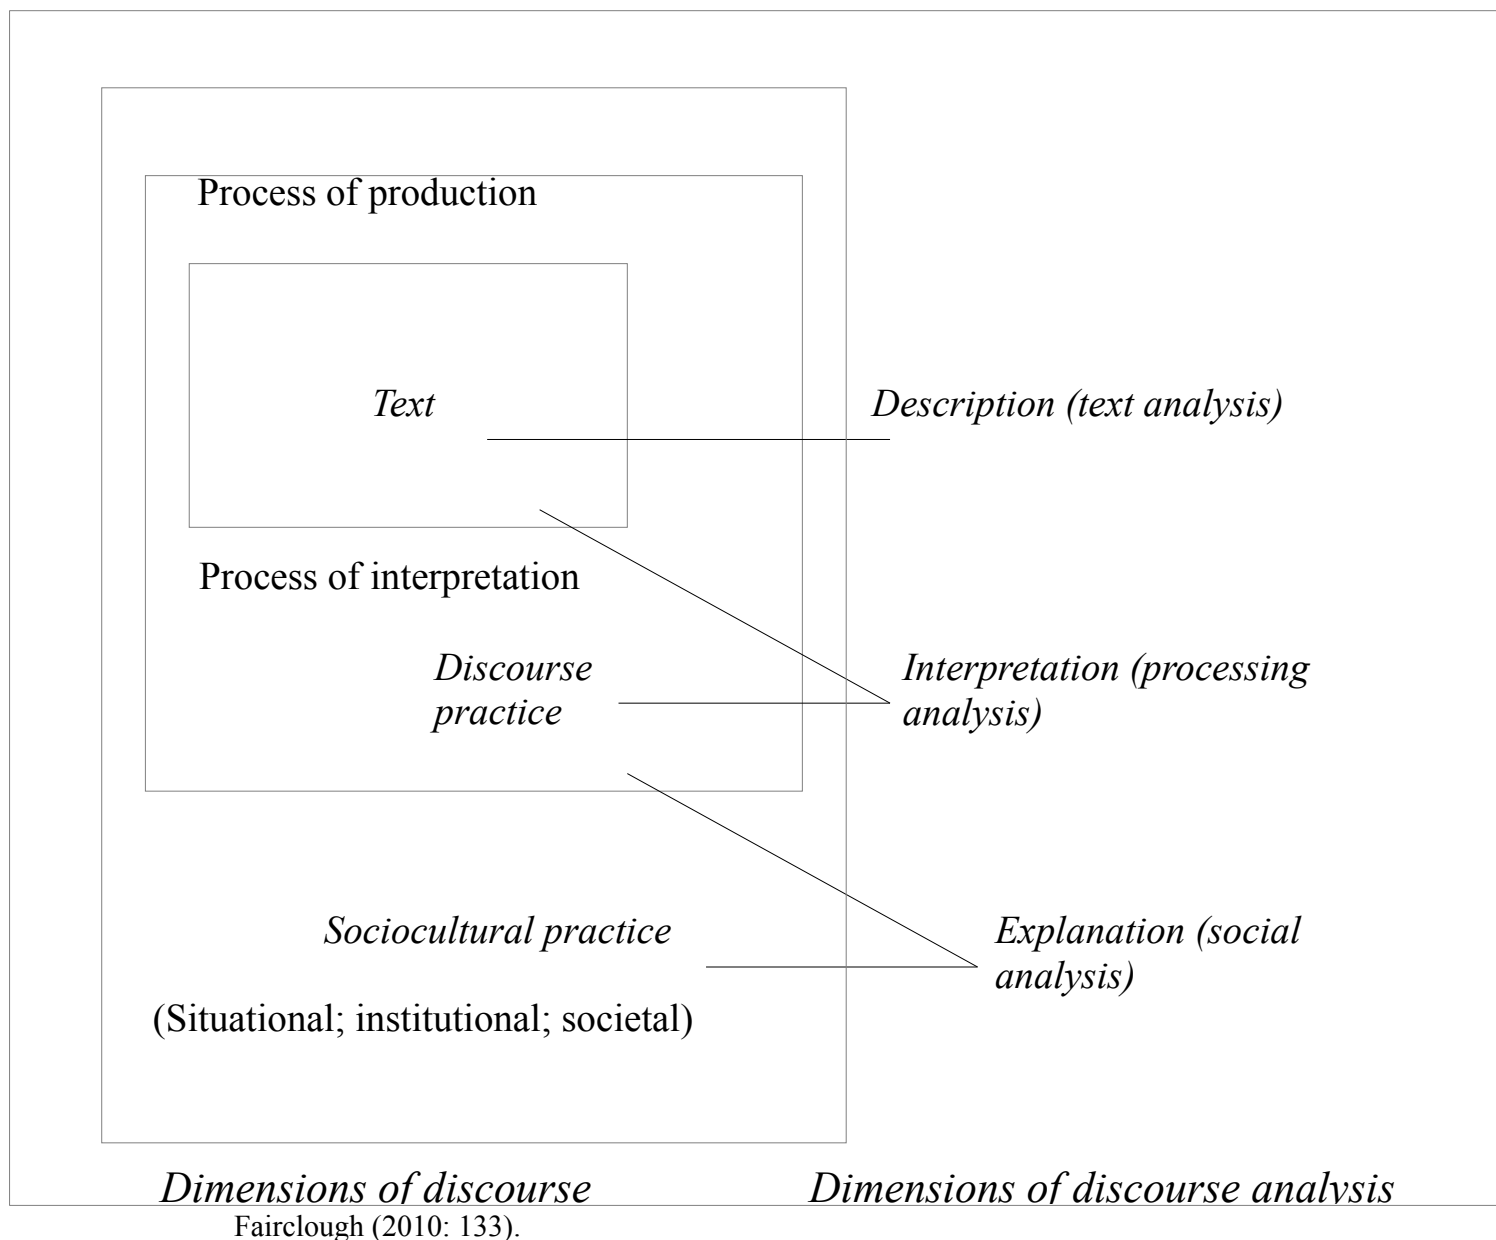 Process of production
Text
Description (text analysis)
Process of interpretation
Discourse
practice
Interpretation (processing
analysis)
Sociocultural practice
Explanation (social
analysis)
(Situational; institutional; societal)
Dimensions of discourse
Dimensions of discourse analysis
Fairclough (2010: 133).